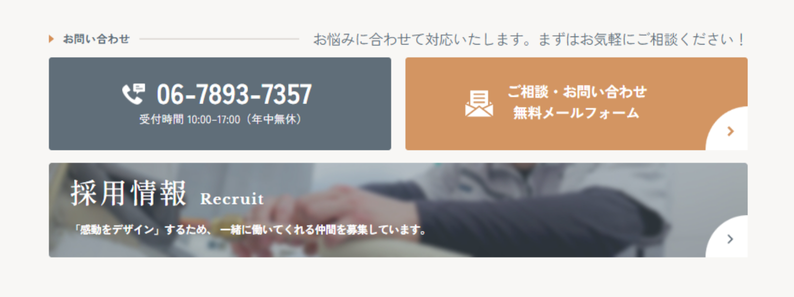 お問い合わせ
お悩みに合わせて対応いたします。まずはお気軽にご相談ください！
06-7893-7357
受付時間 10:00-17:00（年中無休）
ご相談・お問い合わせ
無料メールフォーム
採用情報 Recruit
「感動をデザイン」するため、一緒に働いてくれる仲間を募集しています。